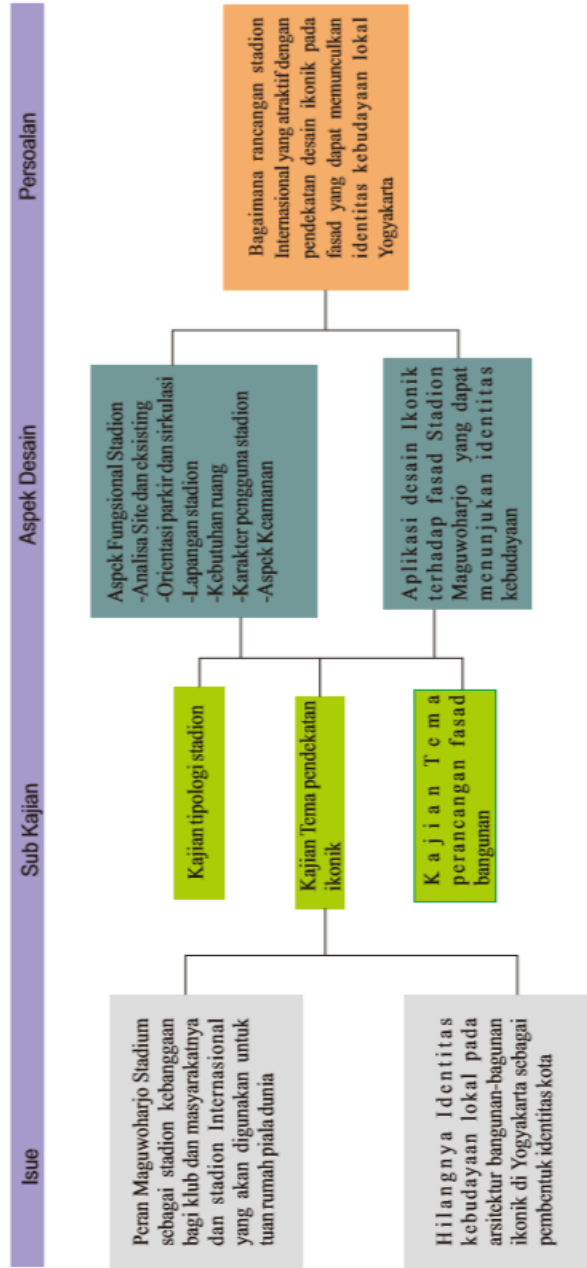 Isue
Sub Kajian
Aspek Desain
Persoalan
Peran Maguwoharjo Stadium
sebagai stadion kebanggaan
bagi klub dan masyarakatnya
dan stadion Internasional
yang akan digunakan untuk
tuan rumah piala dunia
Hilangnya Identitas
kebudayaan lokal pada
arsitektur bangunan-bagunan
ikonik di Yogyakarta sebagai
pembentuk identitas kota
Kajian tipologi stadion
Kajian Tema pendekatan
ikonik
Kajian Tema
perancangan fasad
bangunan
Aspek Fungsional Stadion
-Analisa Site dan eksisting
-Orientasi parkir dan sirkulasi
-Lapangan stadion
-Kebutuhan ruang
-Karakter pengguna stadion
-Aspek Keamanan
Aplikasi desain Ikonik
terhadap fasad Stadion
Maguwoharjo yang dapat
menunjukan identitas
kebudayaan
Bagaimana rancangan stadion
Internasional yang atraktif dengan
pendekatan desain ikonik pada
fasad yang dapat memunculkan
identitas kebudayaan lokal
Yogyakarta